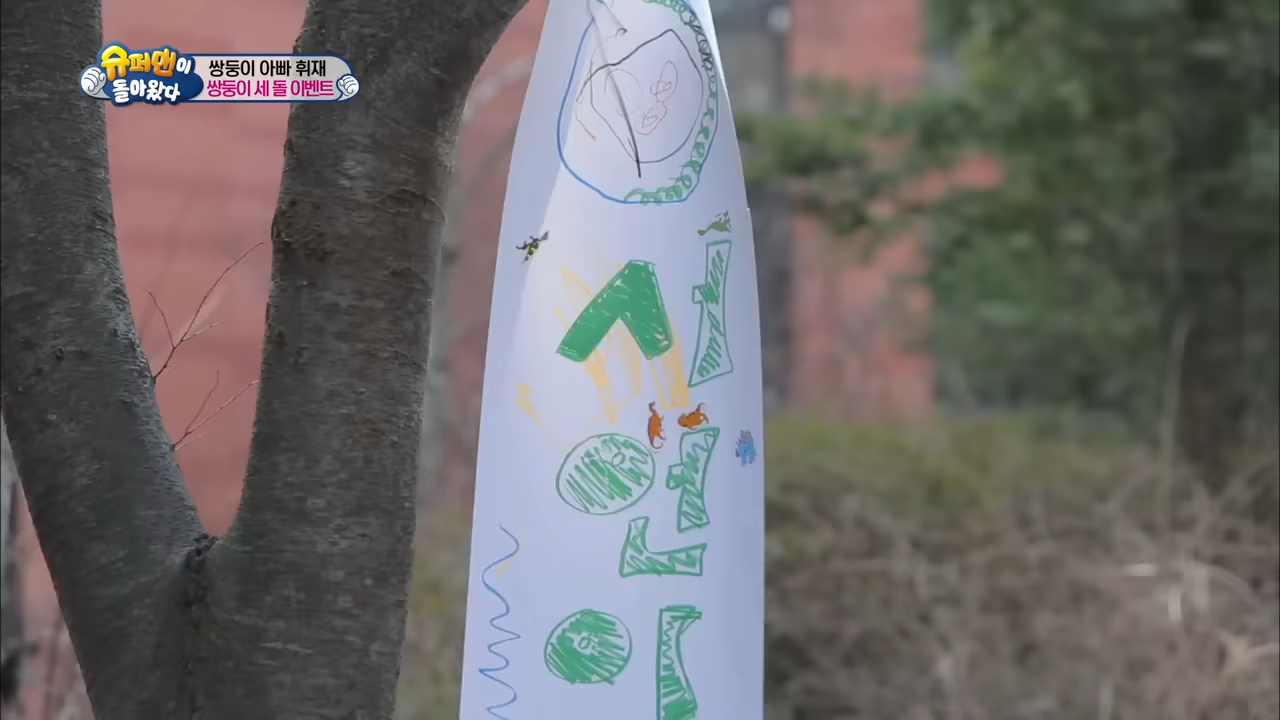 슈퍼맨이
돌아왔다
쌍둥이 아빠 휘재
쌍둥이 세 돌 이벤트
서
언
이